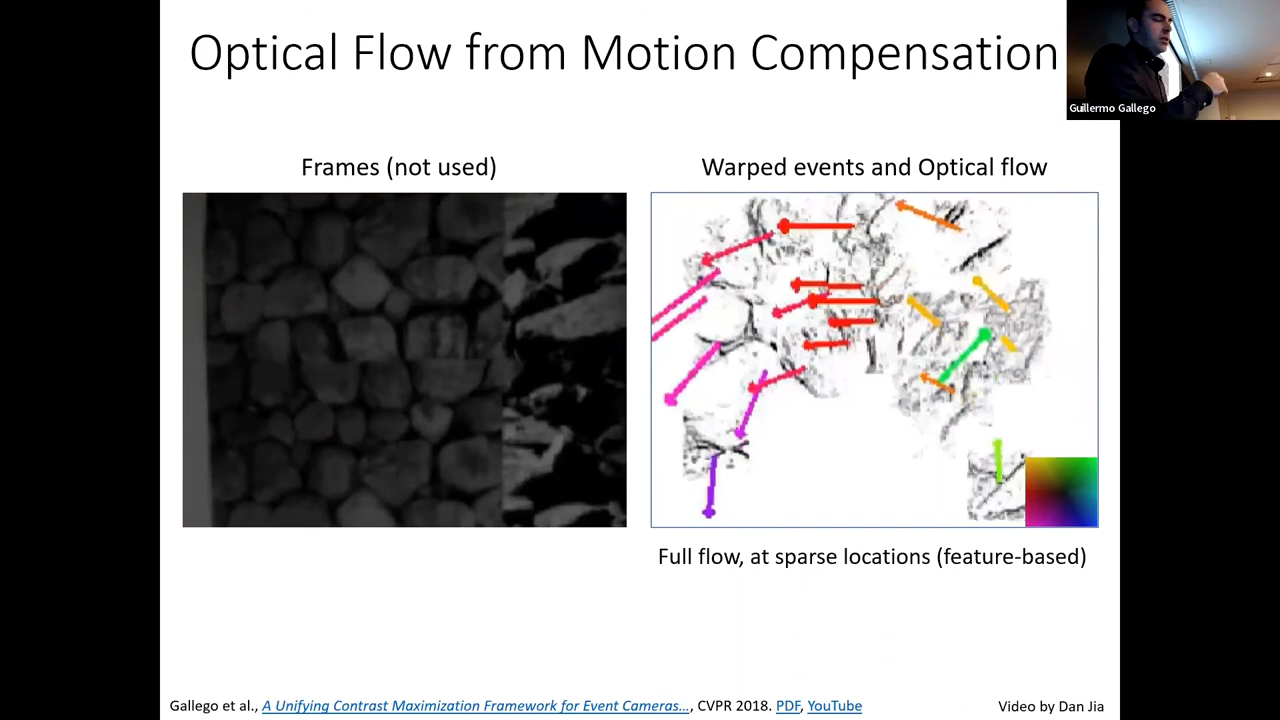 Optical Flow from Motion Compensation
Guillermo Gallego
Frames (not used)
Warped events and Optical flow
Full flow, at sparse locations (feature-based)
Gallego et al., A Unifying Contrast Maximization Framework for Event Cameras…, CVPR 2018. PDF, YouTube
Video by Dan Jia